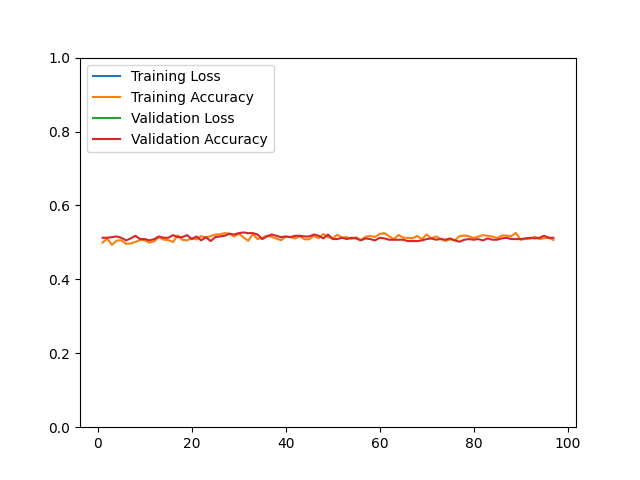 1.0
0.8
0.6
0.4
0.2
0.0
Training Loss
Training Accuracy
Validation Loss
Validation Accuracy
0 20 40 60 80 100